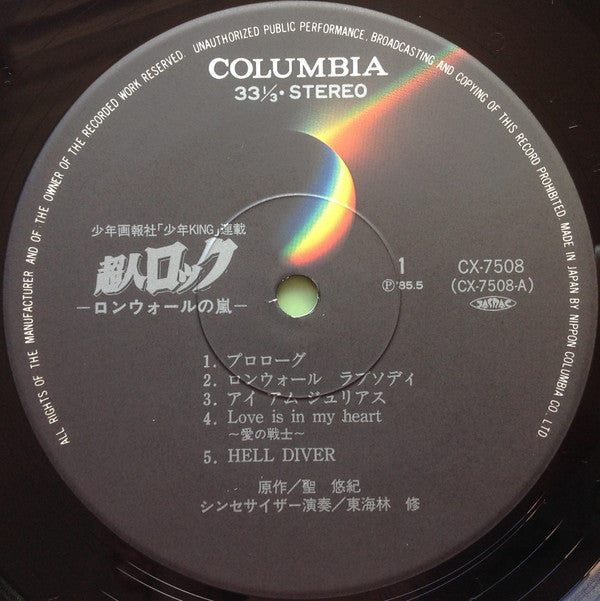 ALL RIGHTS OF THE MANUFACTURER AND OF THE OWNER OF THE RECORDED WORK RESERVED. UNAUTHORIZED PUBLIC PERFORMANCE, BROADCASTING AND COPYING OF THIS RECORD PROHIBITED. MADE IN JAPAN BY NIPPON COLUMBIA CO., LTD.
COLUMBIA
33⅓・STEREO
少年画報社「少年KING」連載
超人ロック
―ロンウォールの嵐―
1
Ⓟ'85.5
CX-7508
(CX-7508-A)
JASRAC
1. プロローグ
2. ロンウォール ラプソディ
3. アイ アム ジュリアス
4. Love is in my heart
～愛の戦士～
5. HELL DIVER
原作／聖 悠紀
シンセサイザー演奏／東海林 修